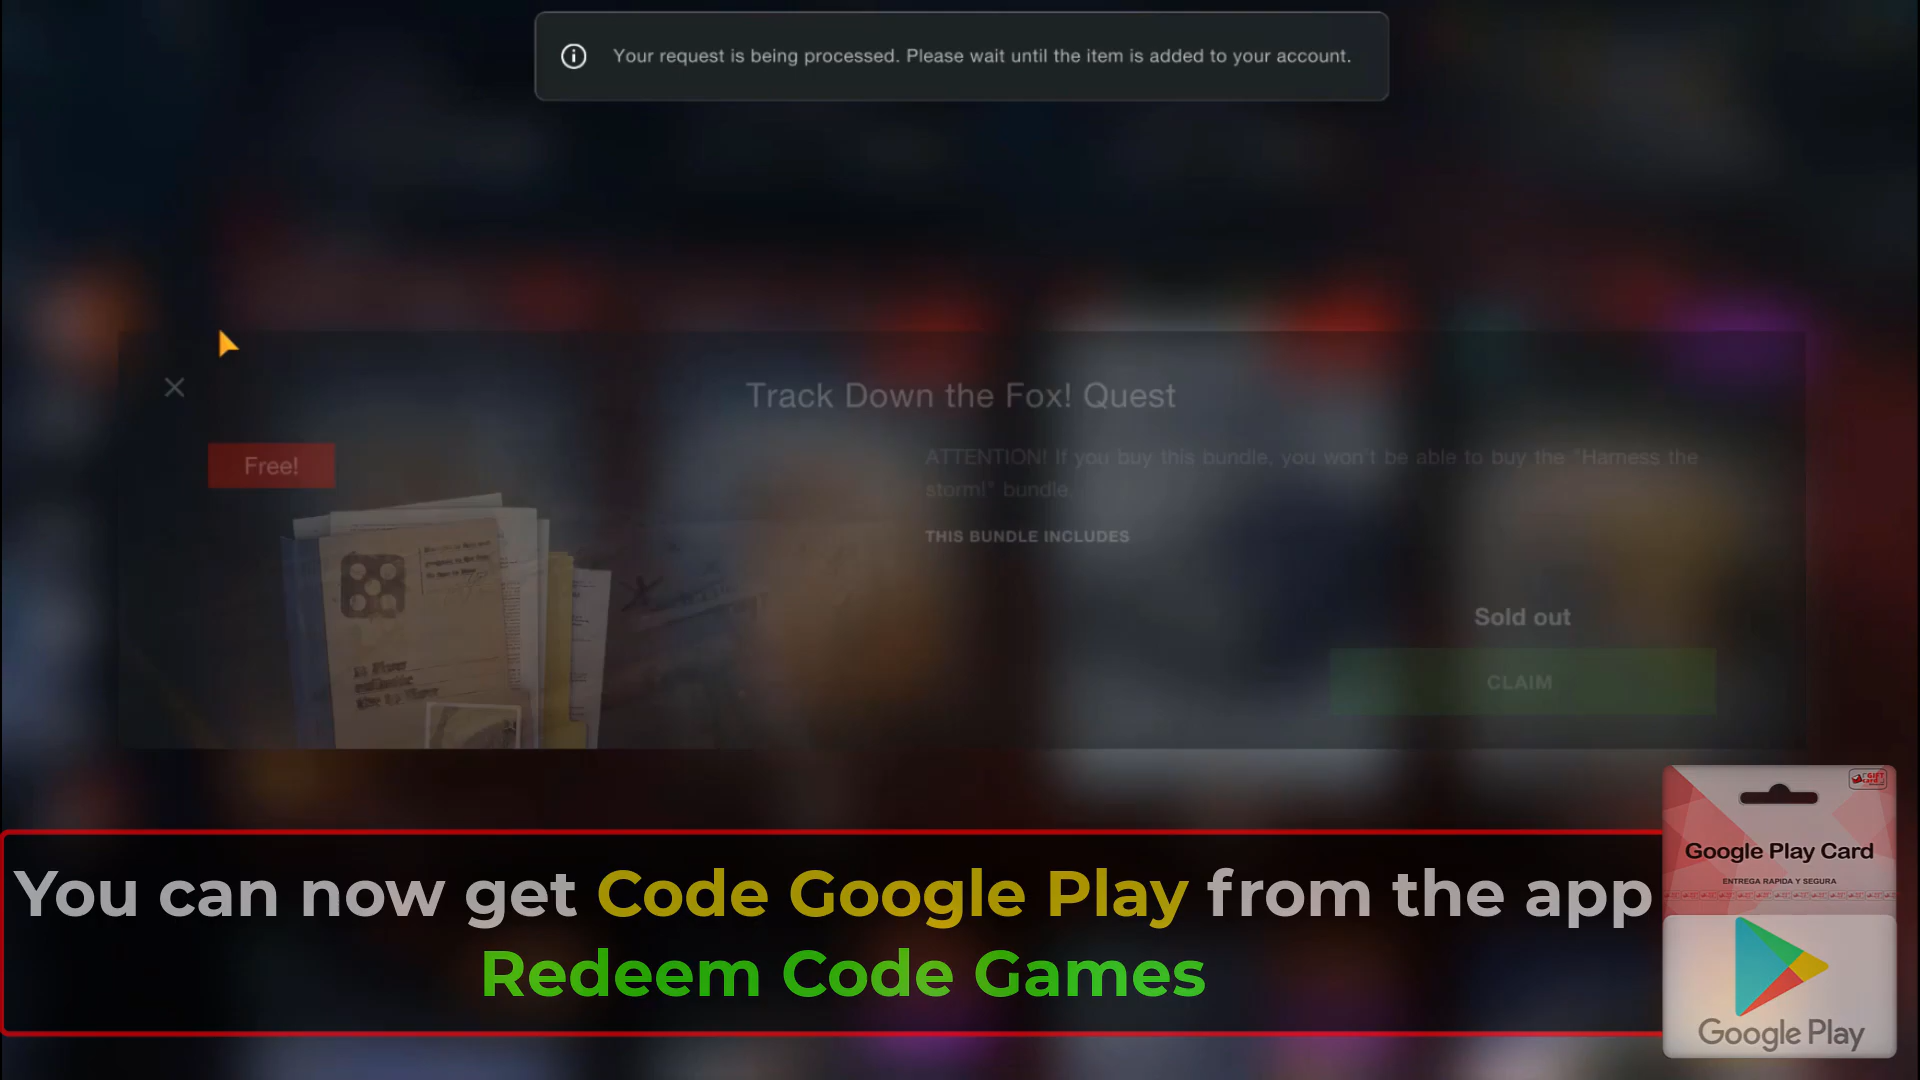 Your request is being processed. Please wait until the item is added to your account.
Track Down the Fox! Quest
Free!
ATTENTION! If you buy this bundle, you won't be able to buy the "Harness the
storm!" bundle.
THIS BUNDLE INCLUDES
Sold out
CLAIM
You can now get Code Google Play from the app
Redeem Code Games
GIFT
card
Google Play Card
ENTREGA RAPIDA Y SEGURA
Google Play